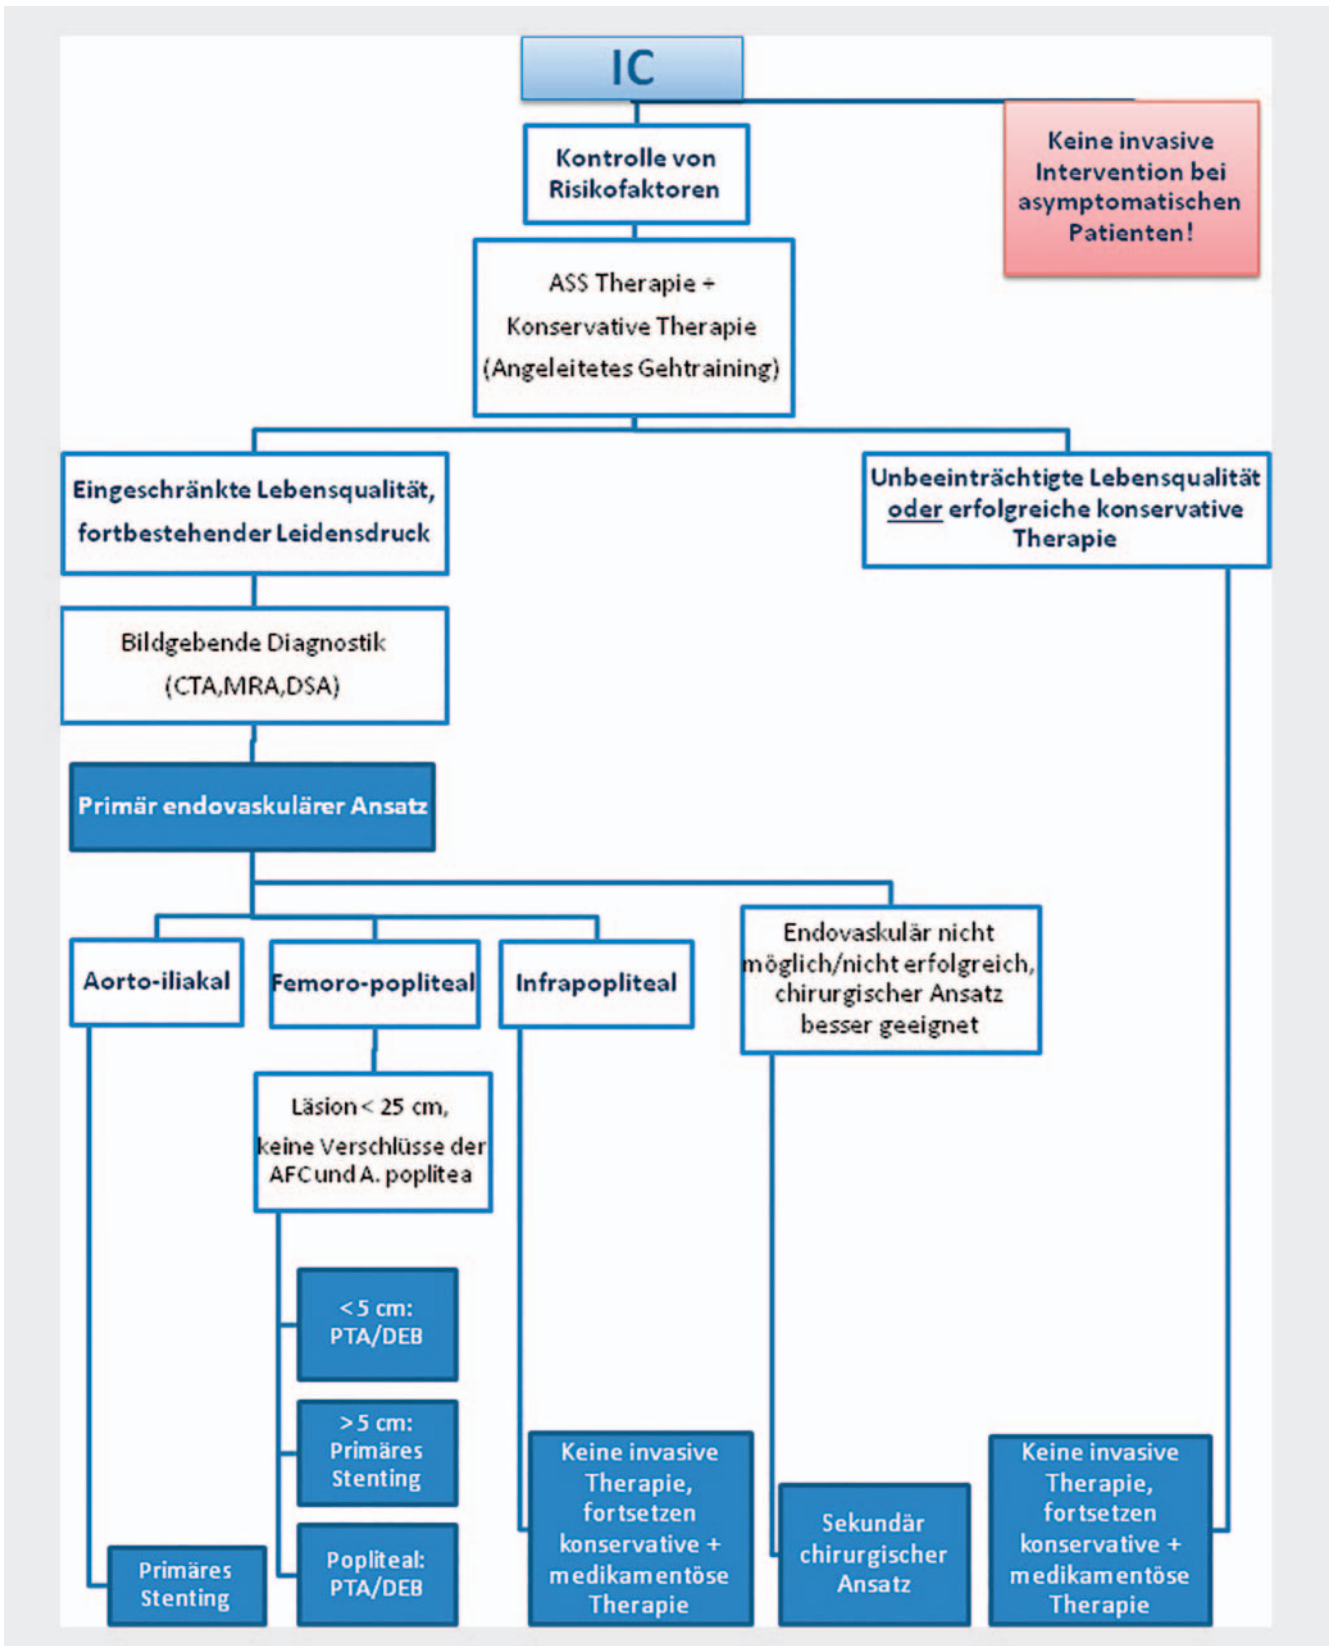 IC
Kontrolle von
Risikofaktoren
Keine invasive
Intervention bei
asymptomatischen
Patienten!
ASS Therapie +
Konservative Therapie
(Angeleitetes Gehtraining)
Eingeschränkte Lebensqualität,
fortbestehender Leidensdruck
Unbeeinträchtigte Lebensqualität
oder erfolgreiche konservative
Therapie
Bildgebende Diagnostik
(CTA,MRA,DSA)
Primär endovaskulärer Ansatz
Aorto-iliakal
Femoro-popliteal
Infrapopliteal
Endovaskulär nicht
möglich/nicht erfolgreich,
chirurgischer Ansatz
besser geeignet
Läsion < 25 cm,
keine Verschlüsse der
AFC und A. poplitea
< 5 cm:
PTA/DEB
> 5 cm:
Primäres
Stenting
Popliteal:
PTA/DEB
Primäres
Stenting
Keine invasive
Therapie,
fortsetzen
konservative +
medikamentöse
Therapie
Sekundär
chirurgischer
Ansatz
Keine invasive
Therapie,
fortsetzen
konservative +
medikamentöse
Therapie